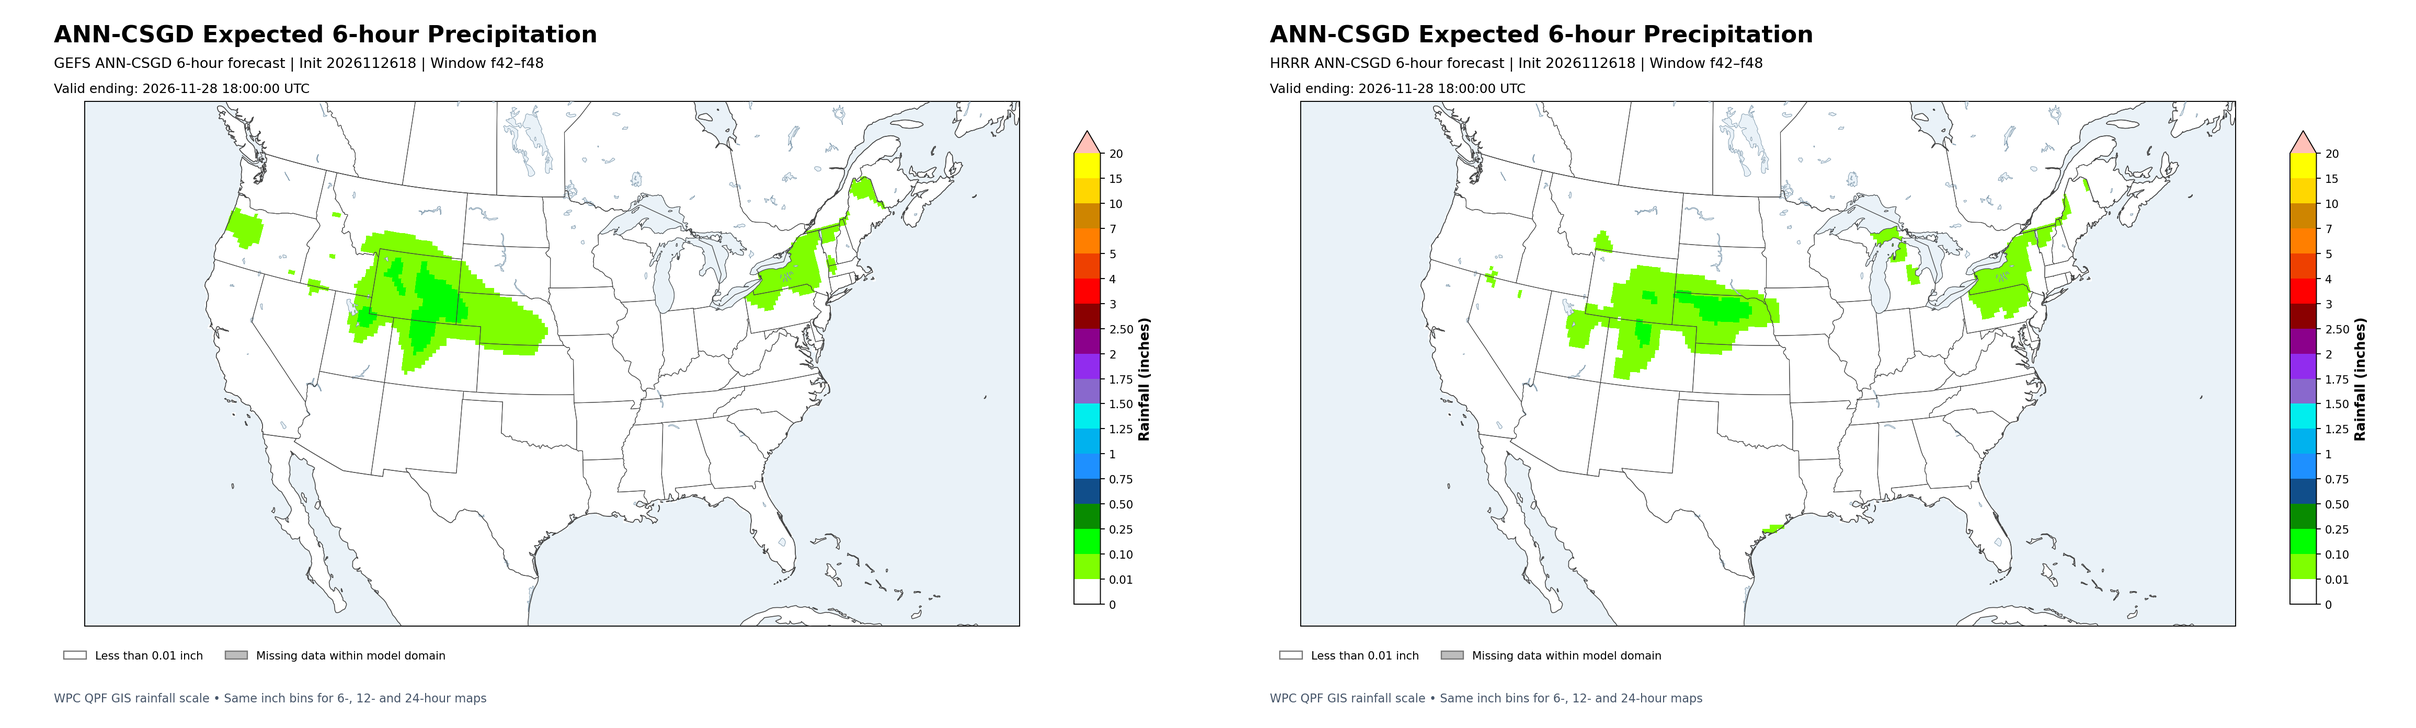 ANN-CSGD Expected 6-hour Precipitation
GEFS ANN-CSGD 6-hour forecast | Init 2026112618 | Window f42–f48
Valid ending: 2026-11-28 18:00:00 UTC
20
15
10
7
5
4
3
2.50
2
1.75
1.50
1.25
1
0.75
0.50
0.25
0.10
0.01
0
Rainfall (inches)
Less than 0.01 inch
Missing data within model domain
WPC QPF GIS rainfall scale • Same inch bins for 6-, 12- and 24-hour maps
ANN-CSGD Expected 6-hour Precipitation
HRRR ANN-CSGD 6-hour forecast | Init 2026112618 | Window f42–f48
Valid ending: 2026-11-28 18:00:00 UTC
20
15
10
7
5
4
3
2.50
2
1.75
1.50
1.25
1
0.75
0.50
0.25
0.10
0.01
0
Rainfall (inches)
Less than 0.01 inch
Missing data within model domain
WPC QPF GIS rainfall scale • Same inch bins for 6-, 12- and 24-hour maps